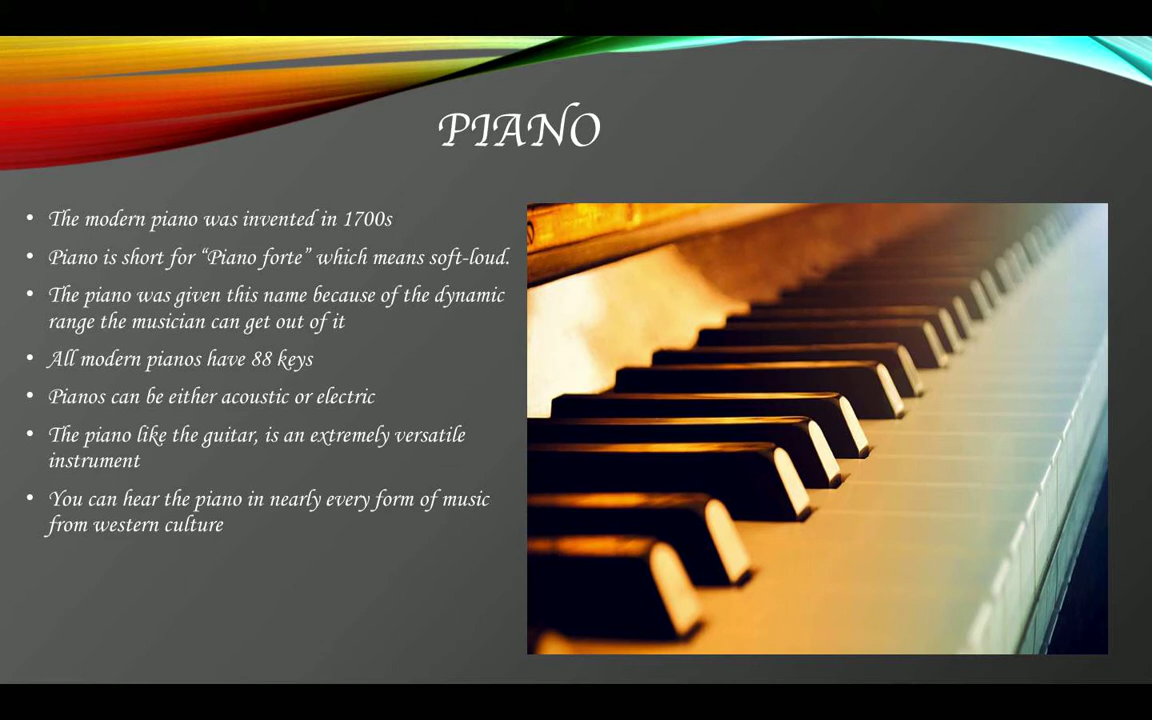 PIANO
• The modern piano was invented in 1700s
• Piano is short for “Piano forte” which means soft-loud.
• The piano was given this name because of the dynamic
range the musician can get out of it
• All modern pianos have 88 keys
• Pianos can be either acoustic or electric
• The piano like the guitar, is an extremely versatile
instrument
• You can hear the piano in nearly every form of music
from western culture